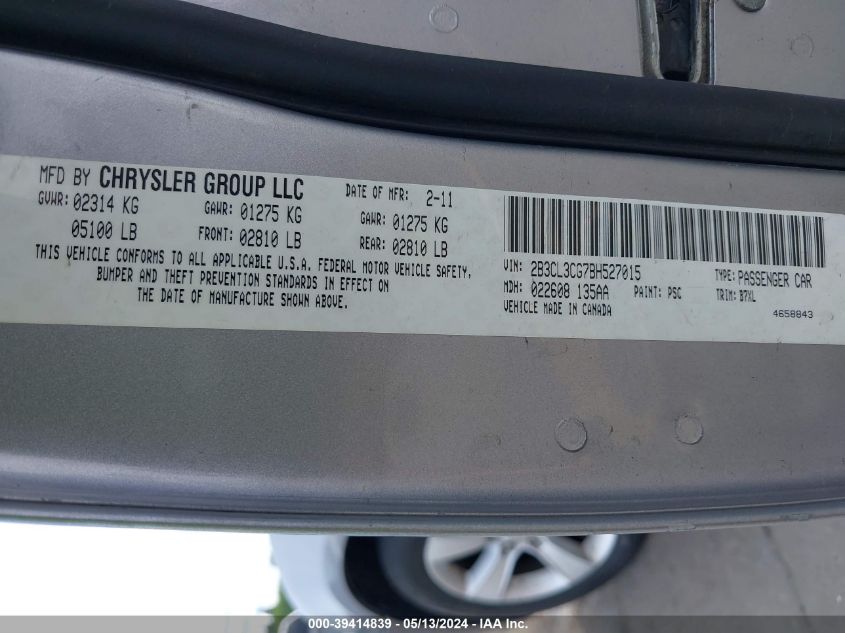 MFD BY CHRYSLER GROUP LLC DATE OF MFR: 2-11
GVWR: 02314 KG GAWR: 01275 KG GAWR: 01275 KG
05100 LB FRONT: 02810 LB REAR: 02810 LB
THIS VEHICLE CONFORMS TO ALL APPLICABLE U.S.A. FEDERAL MOTOR VEHICLE SAFETY,
BUMPER AND THEFT PREVENTION STANDARDS IN EFFECT ON
THE DATE OF MANUFACTURE SHOWN ABOVE.
VIN: 2B3CL3CG7BH527015 TYPE: PASSENGER CAR
MDH: 022608 135AA PAINT: PSC TRIM: B7XL
VEHICLE MADE IN CANADA 4658843
000-39414839 - 05/13/2024 - IAA Inc.